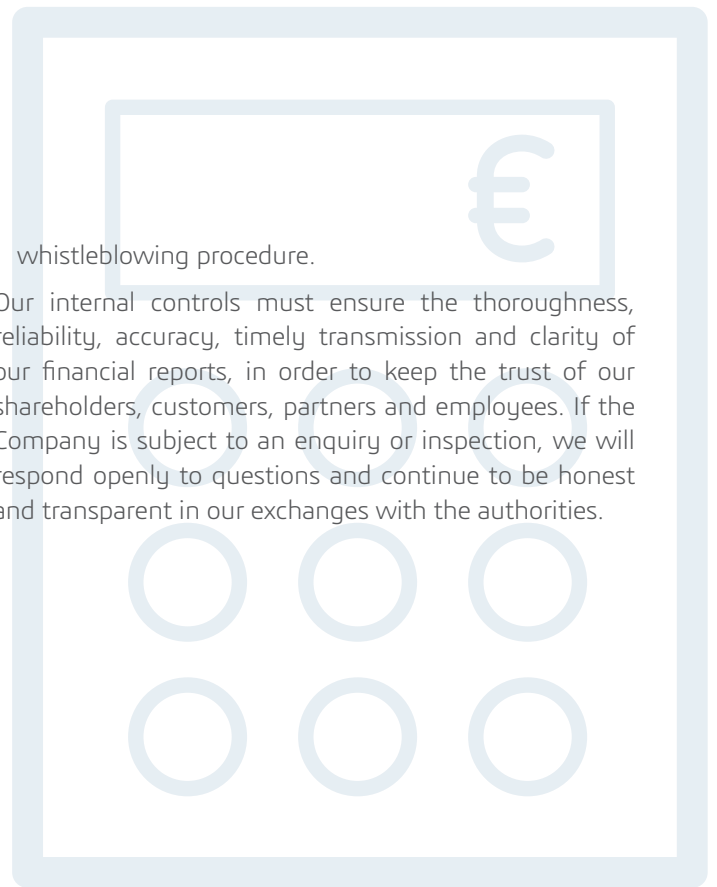 €
whistleblowing procedure.
Our internal controls must ensure the thoroughness,
reliability, accuracy, timely transmission and clarity of
our financial reports, in order to keep the trust of our
shareholders, customers, partners and employees. If the
Company is subject to an enquiry or inspection, we will
respond openly to questions and continue to be honest
and transparent in our exchanges with the authorities.